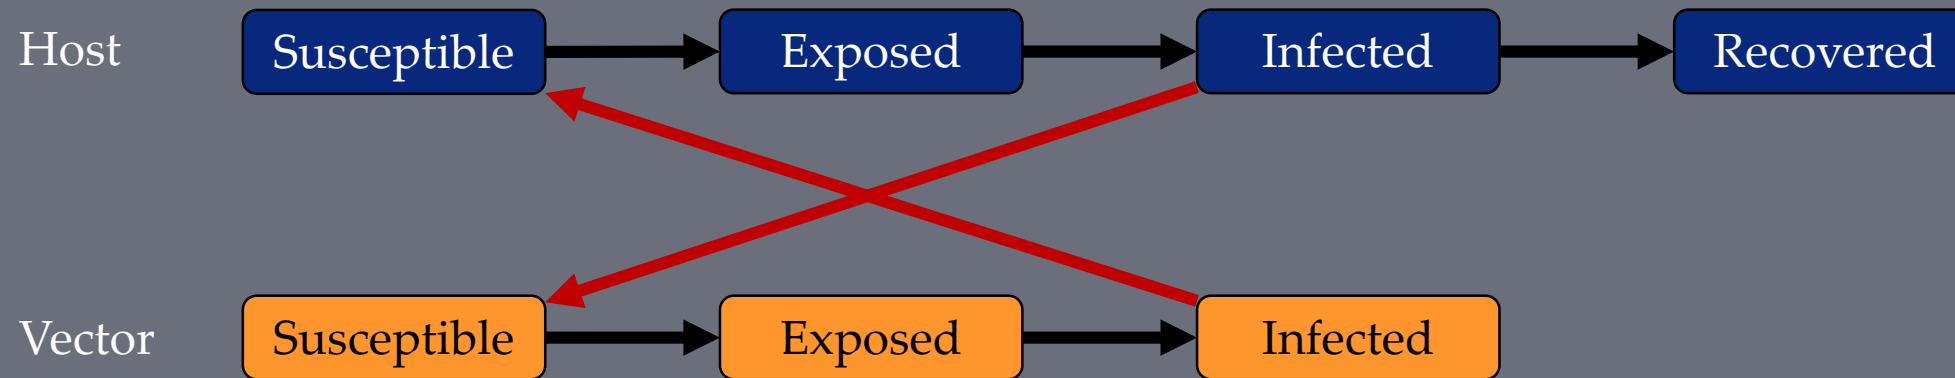 Host Susceptible Exposed Infected Recovered
Vector Susceptible Exposed Infected